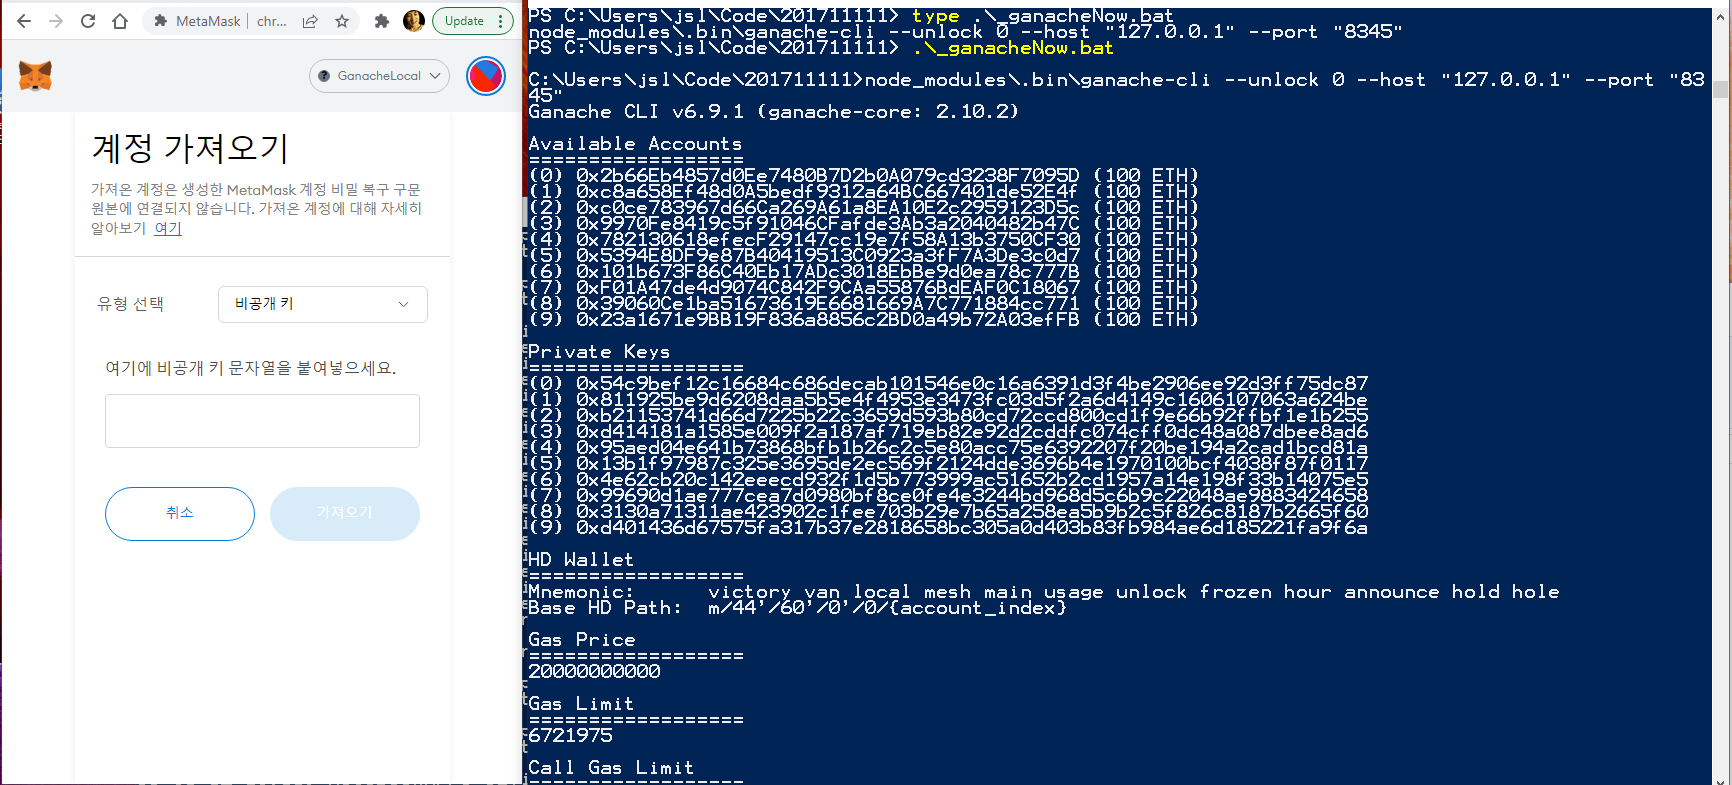 MetaMask
chr...
Update
GanacheLocal
계정 가져오기
가져온 계정은 생성한 MetaMask 계정 비밀 복구 구문
원본에 연결되지 않습니다. 가져온 계정에 대해 자세히
알아보기 여기
유형 선택
비공개 키
여기에 비공개 키 문자열을 붙여넣으세요.
취소
가져오기
PS C:\Users\jsl\Code\201711111> type .\_ganacheNow.bat
node_modules\.bin\ganache-cli --unlock 0 --host "127.0.0.1" --port "8345"
PS C:\Users\jsl\Code\201711111> .\_ganacheNow.bat
C:\Users\jsl\Code\201711111>node_modules\.bin\ganache-cli --unlock 0 --host "127.0.0.1" --port "83
45"
Ganache CLI v6.9.1 (ganache-core: 2.10.2)
Available Accounts
==================
(0) 0x2b66Eb4857d0Ee7480B7D2b0A079cd3238F7095D (100 ETH)
(1) 0xc8a658Ef48d0A5bedf9312a64BC667401de52E4f (100 ETH)
(2) 0xc0ce783967d66Ca269A61a8EA10E2c2959123D5c (100 ETH)
(3) 0x9970Fe8419c5f91046CFafde3Ab3a2040482b47C (100 ETH)
(4) 0x782130618efecF29147cc19e7f58A13b3750CF30 (100 ETH)
(5) 0x5394E8DF9e87B40419513C0923a3fF7A3De3c0d7 (100 ETH)
(6) 0x101b673F86C40Eb17ADc3018EbBe9d0ea78c777B (100 ETH)
(7) 0xF01A47de4d9074C842F9CAa55876BdEAF0C18067 (100 ETH)
(8) 0x39060Ce1ba51673619E6681669A7C771884cc771 (100 ETH)
(9) 0x23a1671e9BB19F836a8856c2BD0a49b72A03efFB (100 ETH)
Private Keys
==================
(0) 0x54c9bef12c16684c686decab101546e0c16a6391d3f4be2906ee92d3ff75dc87
(1) 0x811925be9d6208daa5b5e4f4953e3473fc03d5f2a6d4149c1606107063a624be
(2) 0xb21153741d66d7225b22c3659d593b80cd72ccd800cd1f9e66b92ffbf1e1b255
(3) 0xd414181a1585e009f2a187af719eb82e92d2cddfc074cff0dc48a087dbee8ad6
(4) 0x95aed04e641b73868bfb1b26c2c5e80acc75e6392207f20be194a2cad1bcd81a
(5) 0x13b1f97987c325e3695de2ec569f2124dde3696b4e1970100bcf4038f87f0117
(6) 0x4e62cb20c142eeecd932f1d5b773999ac51652b2cd1957a14e198f33b14075e5
(7) 0x99690d1ae777cea7d0980bf8ce0fe4e3244bd968d5c6b9c22048ae9883424658
(8) 0x3130a71311ae423902c1fee703b29e7b65a258ea5b9b2c5f826c8187b2665f60
(9) 0xd401436d67575fa317b37e2818658bc305a0d403b83fb984ae6d185221fa9f6a
HD Wallet
==================
Mnemonic:      victory van local mesh main usage unlock frozen hour announce hold hole
Base HD Path:  m/44'/60'/0'/0/{account_index}
Gas Price
==================
20000000000
Gas Limit
==================
6721975
Call Gas Limit
==================